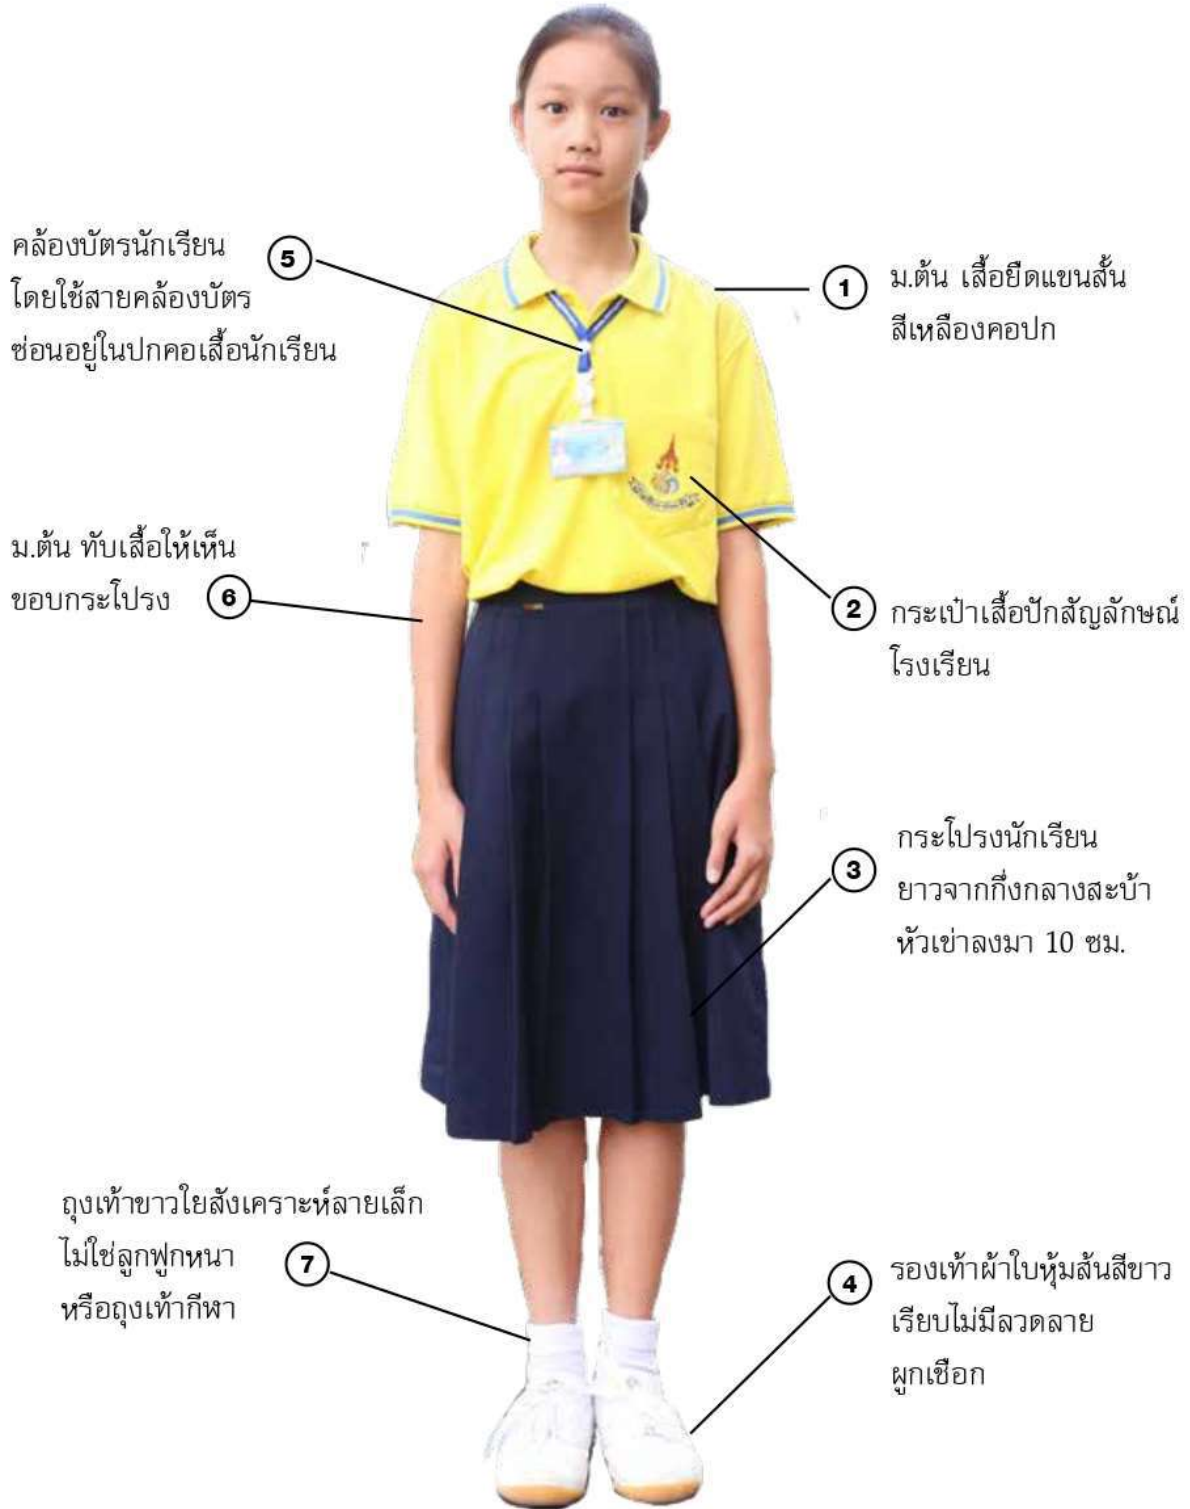 คล้องบัตรนักเรียน
โดยใช้สายคล้องบัตร
ซ่อนอยู่ในปกคอเสื้อนักเรียน
5
1
ม.ต้น เสื้อยืดแขนสั้น
สีเหลืองคอปก
ม.ต้น ทับเสื้อให้เห็น
ขอบกระโปรง
6
2
กระเป๋าเสื้อปักสัญลักษณ์
โรงเรียน
3
กระโปรงนักเรียน
ยาวจากกึ่งกลางสะบ้า
หัวเข่าลงมา 10 ซม.
ถุงเท้าขาวใยสังเคราะห์ลายเล็ก
ไม่ใช่ลูกฟูกหนา
หรือถุงเท้ากีฬา
7
4
รองเท้าผ้าใบหุ้มส้นสีขาว
เรียบไม่มีลวดลาย
ผูกเชือก